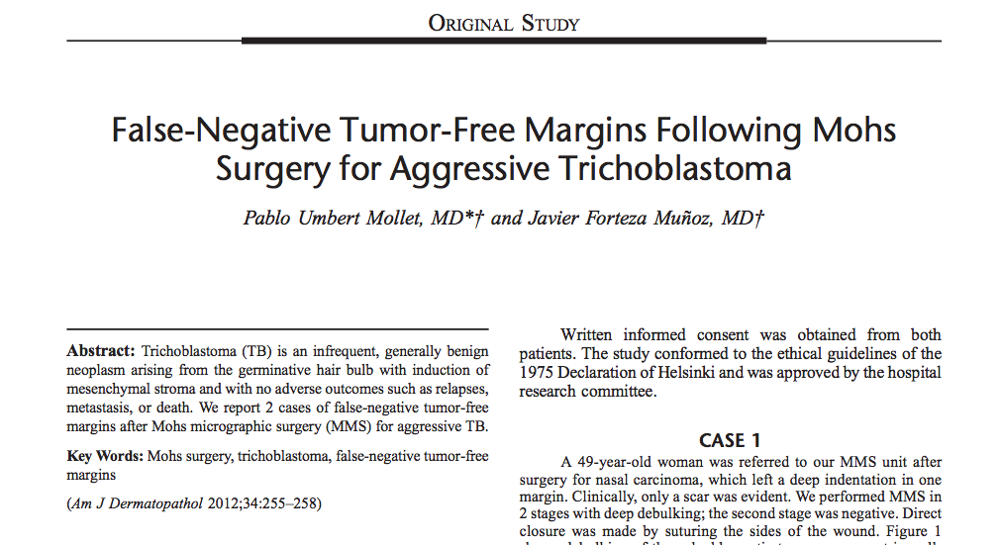 ORIGINAL STUDY
False-Negative Tumor-Free Margins Following Mohs
Surgery for Aggressive Trichoblastoma
Pablo Umbert Mollet, MD*† and Javier Forteza Muñoz, MD†
Abstract: Trichoblastoma (TB) is an infrequent, generally benign
neoplasm arising from the germinative hair bulb with induction of
mesenchymal stroma and with no adverse outcomes such as relapses,
metastasis, or death. We report 2 cases of false-negative tumor-free
margins after Mohs micrographic surgery (MMS) for aggressive TB.
Key Words: Mohs surgery, trichoblastoma, false-negative tumor-free
margins
(Am J Dermatopathol 2012;34:255–258)
Written informed consent was obtained from both
patients. The study conformed to the ethical guidelines of the
1975 Declaration of Helsinki and was approved by the hospital
research committee.
CASE 1
A 49-year-old woman was referred to our MMS unit after
surgery for nasal carcinoma, which left a deep indentation in one
margin. Clinically, only a scar was evident. We performed MMS in
2 stages with deep debulking; the second stage was negative. Direct
closure was made by suturing the sides of the wound. Figure 1